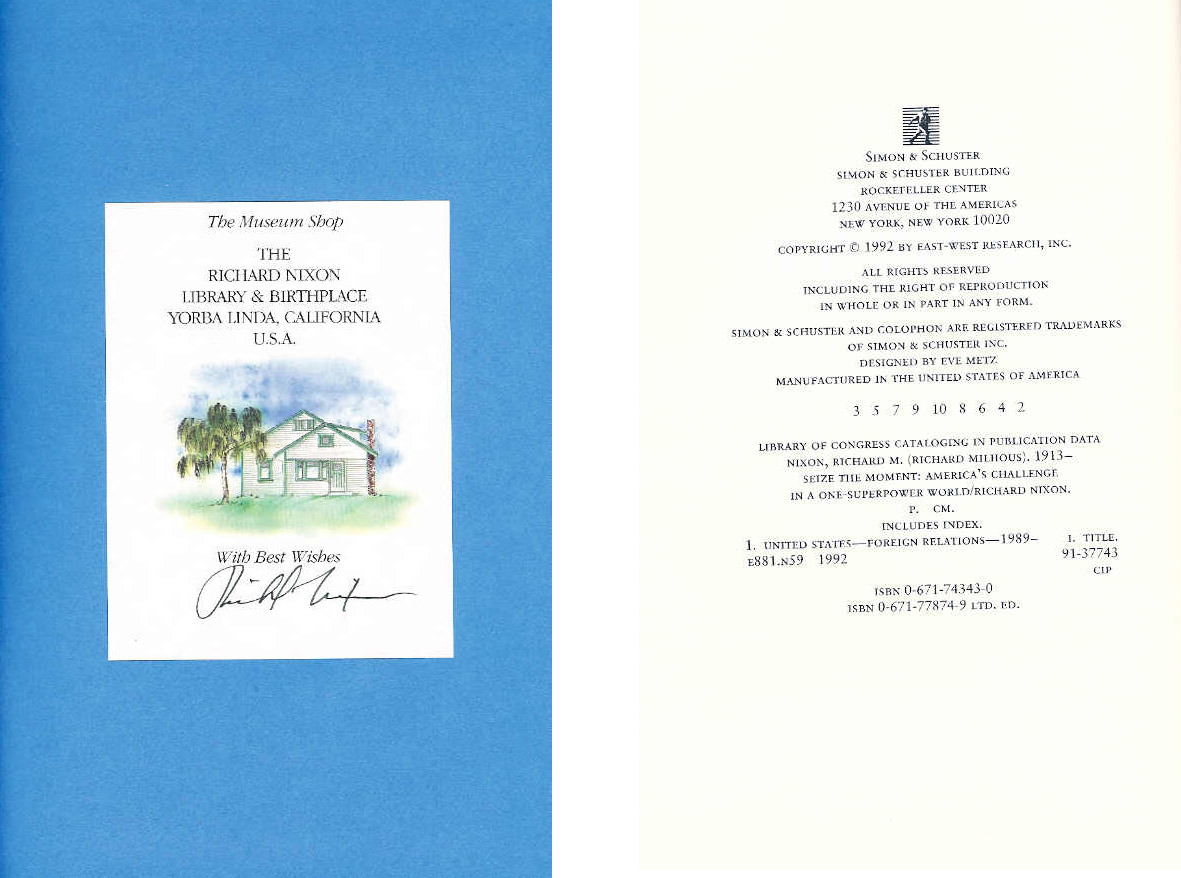 The Museum Shop
THE
RICHARD NIXON
LIBRARY & BIRTHPLACE
YORBA LINDA, CALIFORNIA
U.S.A.
With Best Wishes
SIMON & SCHUSTER
SIMON & SCHUSTER BUILDING
ROCKEFELLER CENTER
1230 AVENUE OF THE AMERICAS
NEW YORK, NEW YORK 10020
COPYRIGHT © 1992 BY EAST-WEST RESEARCH, INC.
ALL RIGHTS RESERVED
INCLUDING THE RIGHT OF REPRODUCTION
IN WHOLE OR IN PART IN ANY FORM.
SIMON & SCHUSTER AND COLOPHON ARE REGISTERED TRADEMARKS
OF SIMON & SCHUSTER INC.
DESIGNED BY EVE METZ
MANUFACTURED IN THE UNITED STATES OF AMERICA
3 5 7 9 10 8 6 4 2
LIBRARY OF CONGRESS CATALOGING IN PUBLICATION DATA
NIXON, RICHARD M. (RICHARD MILHOUS). 1913–
SEIZE THE MOMENT: AMERICA'S CHALLENGE
IN A ONE-SUPERPOWER WORLD/RICHARD NIXON.
P. CM.
INCLUDES INDEX.
1. UNITED STATES—FOREIGN RELATIONS—1989– I. TITLE.
E881.N59 1992 91-37743
CIP
ISBN 0-671-74343-0
ISBN 0-671-77874-9 LTD. ED.